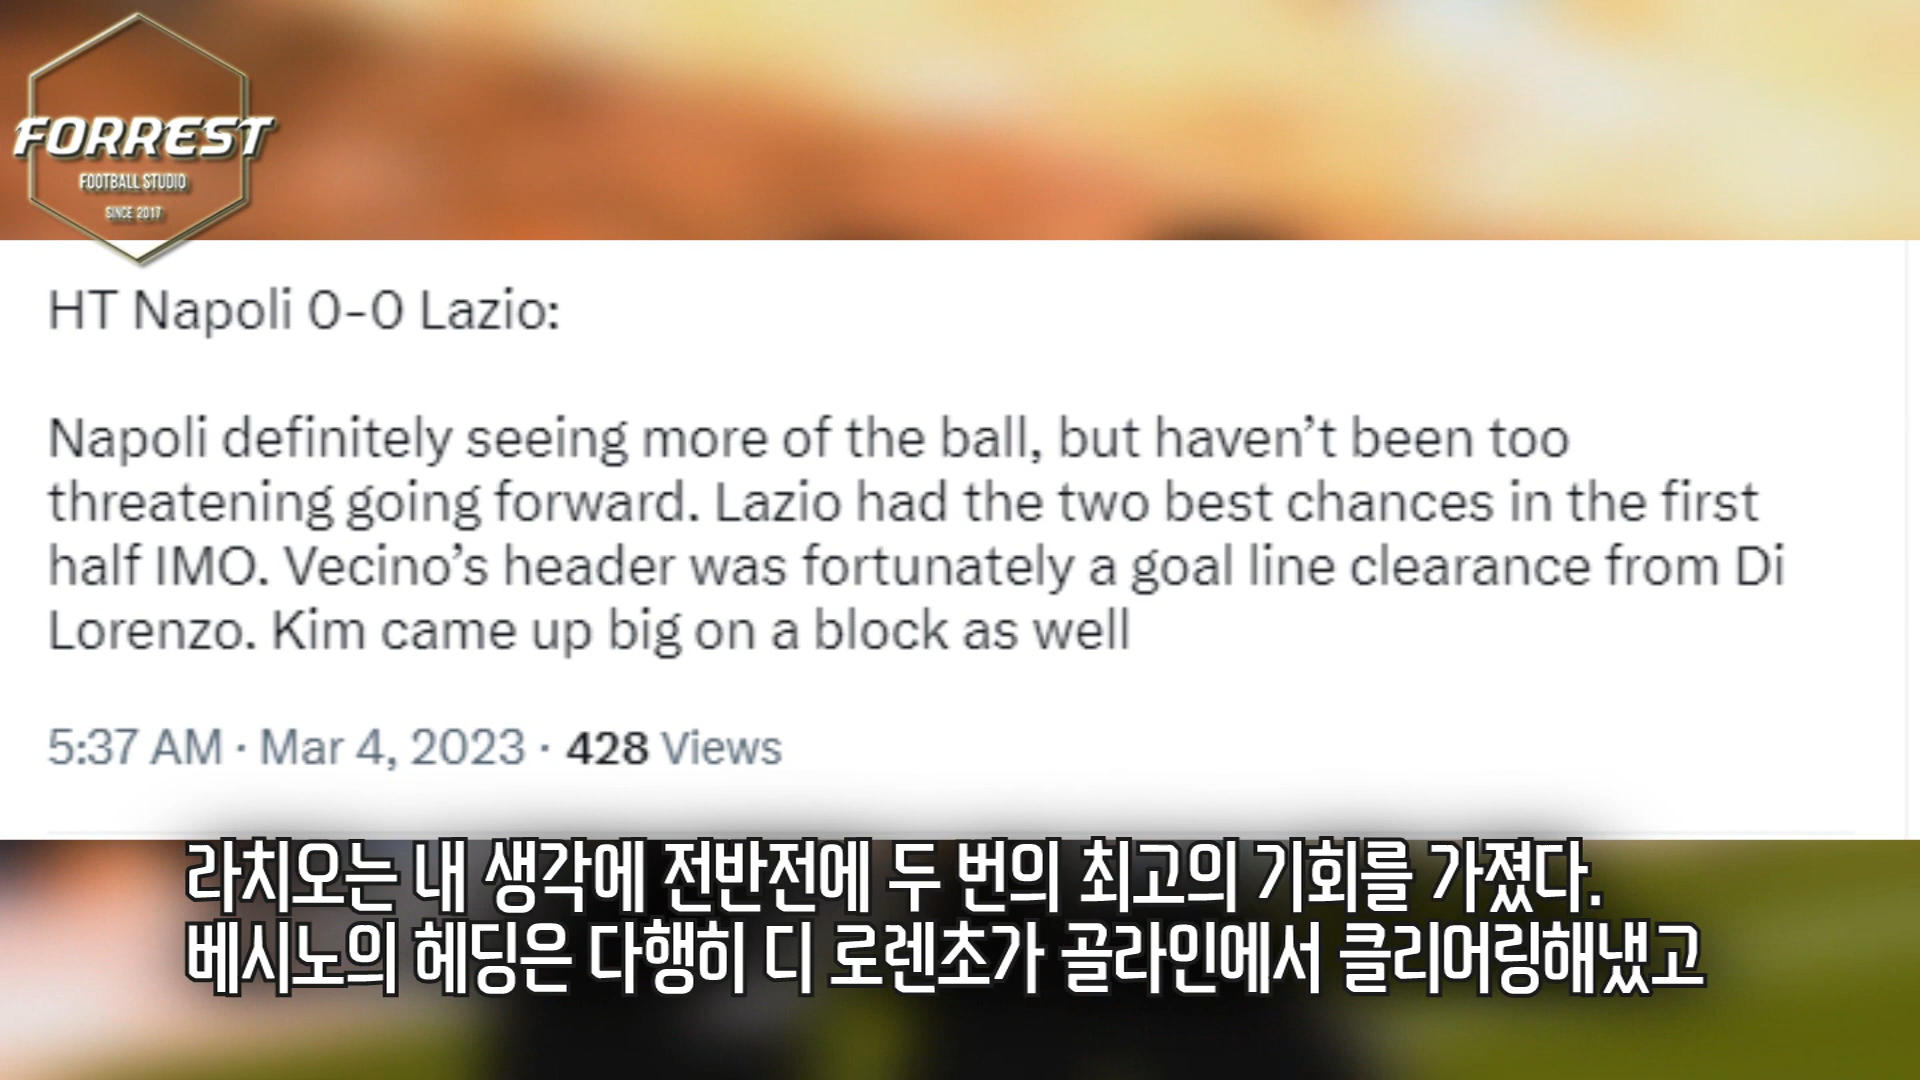 FORREST
FOOTBALL STUDIO
SINCE 2017
HT Napoli 0-0 Lazio:
Napoli definitely seeing more of the ball, but haven’t been too
threatening going forward. Lazio had the two best chances in the first
half IMO. Vecino’s header was fortunately a goal line clearance from Di
Lorenzo. Kim came up big on a block as well
5:37 AM · Mar 4, 2023 · 428 Views
라치오는 내 생각에 전반전에 두 번의 최고의 기회를 가졌다.
베시노의 헤딩은 다행히 디 로렌초가 골라인에서 클리어링해냈고